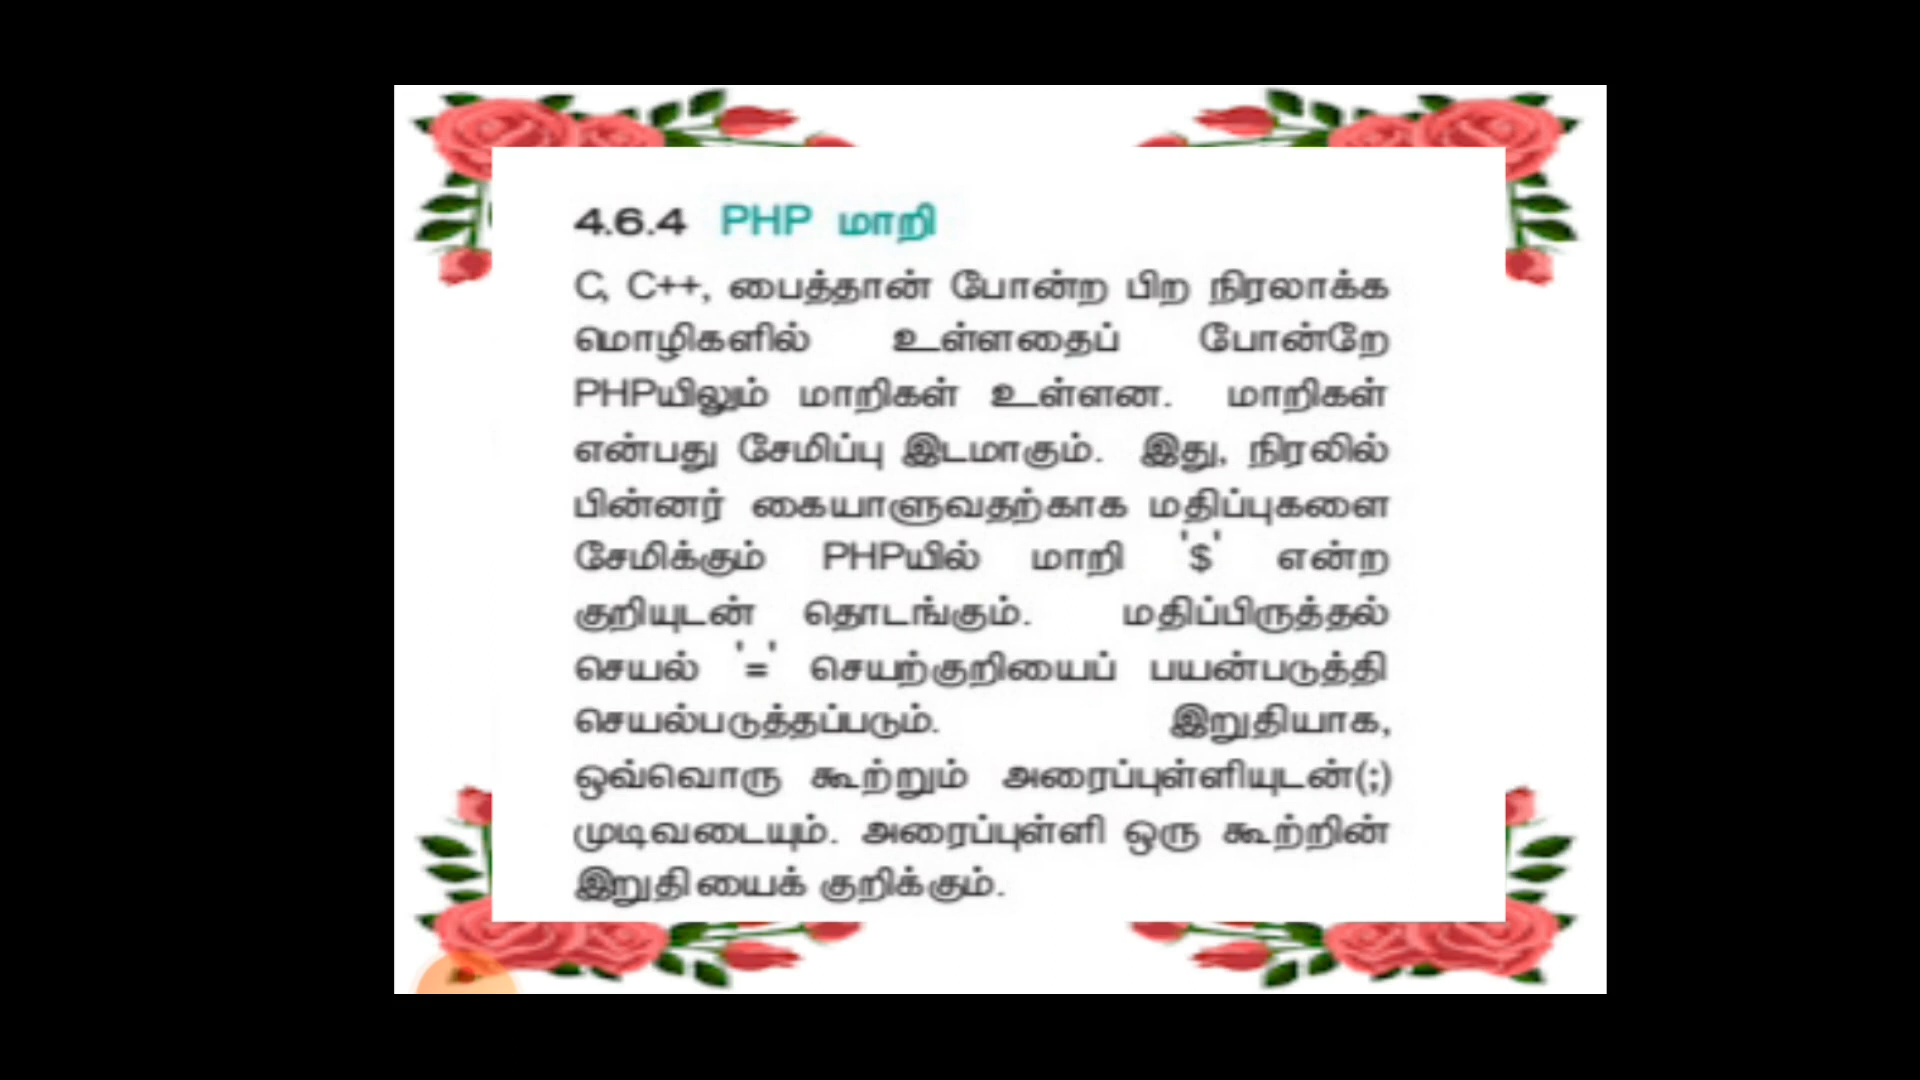 4.6.4 PHP மாறி
C, C++, பைத்தான் போன்ற பிற நிரலாக்க
மொழிகளில் உள்ளதைப் போன்றே
PHPயிலும் மாறிகள் உள்ளன. மாறிகள்
என்பது சேமிப்பு இடமாகும். இது, நிரலில்
பின்னர் கையாளுவதற்காக மதிப்புகளை
சேமிக்கும் PHPயில் மாறி '$' என்ற
குறியுடன் தொடங்கும். மதிப்பிருத்தல்
செயல் '=' செயற்குறியைப் பயன்படுத்தி
செயல்படுத்தப்படும். இறுதியாக,
ஒவ்வொரு கூற்றும் அரைப்புள்ளியுடன்(;)
முடிவடையும். அரைப்புள்ளி ஒரு கூற்றின்
இறுதியைக் குறிக்கும்.